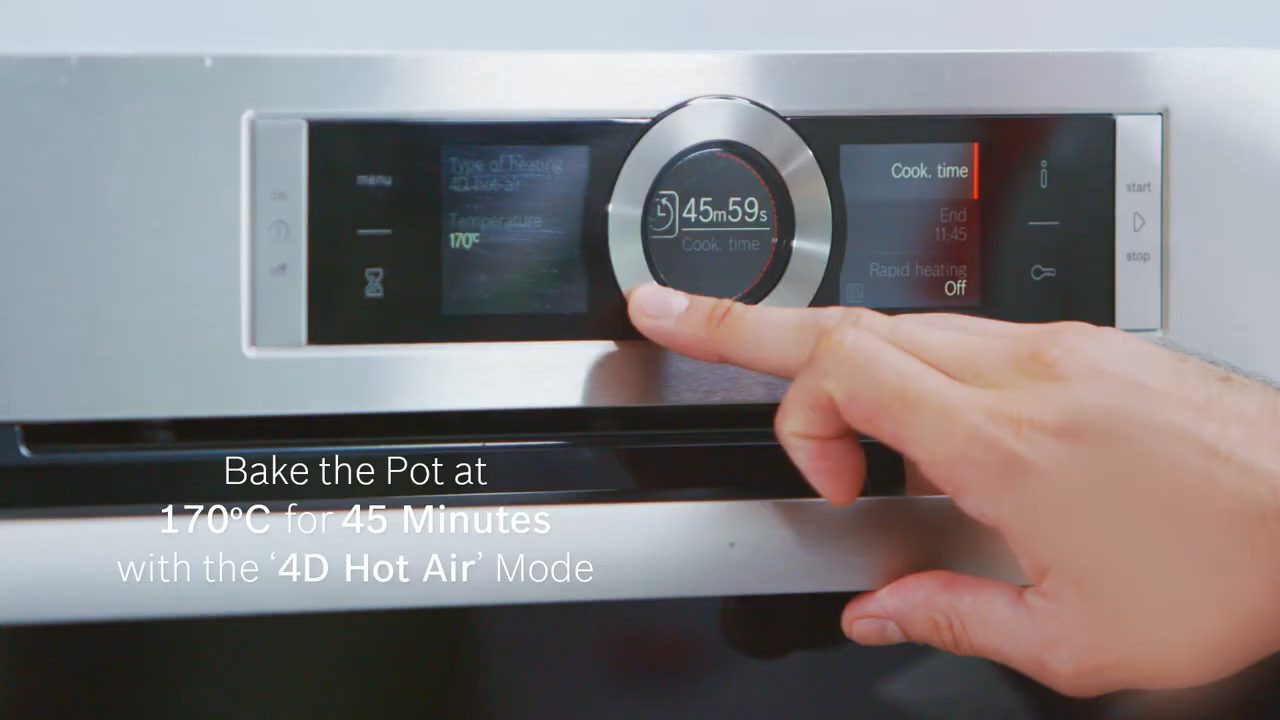 on
off
menu
Type of heating
4D hot-air
Temperature
170°C
45m59s
Cook. time
Cook. time
End
11:45
Rapid heating
Off
i
start
stop
Bake the Pot at
170°C for 45 Minutes
with the ‘4D Hot Air’ Mode